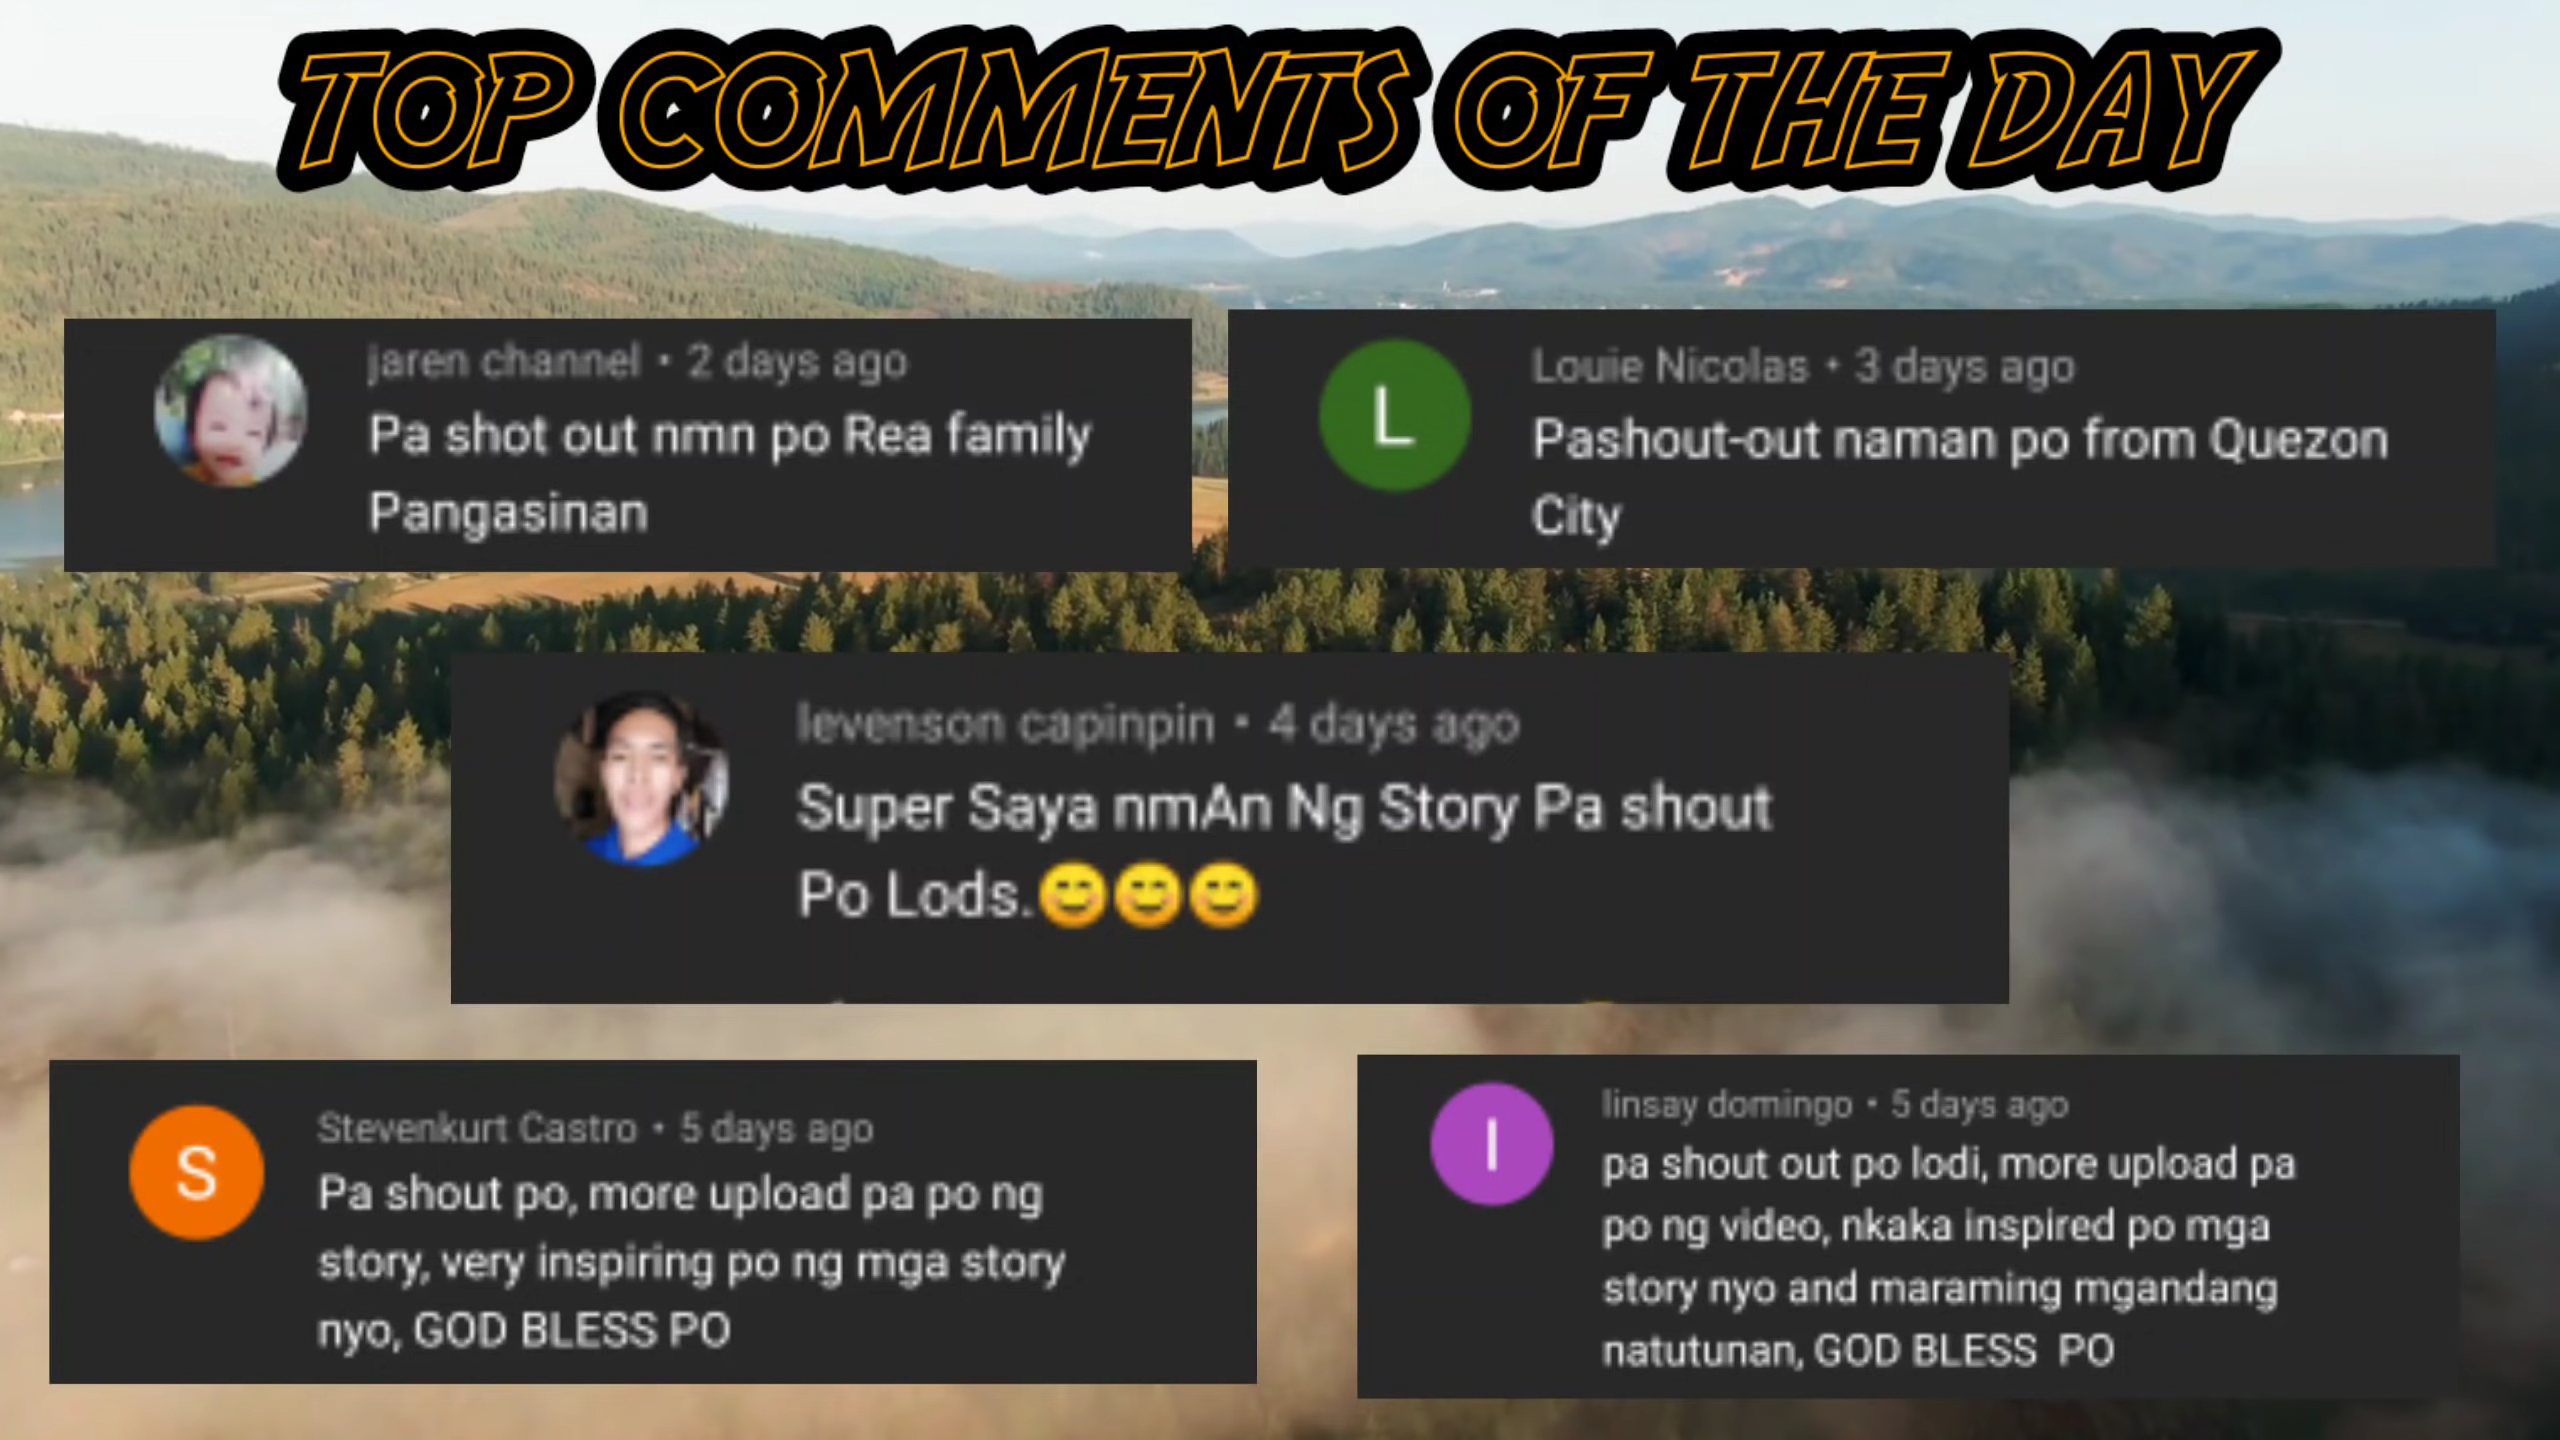 TOP COMMENTS OF THE DAY
jaren channel • 2 days ago
Pa shot out nmn po Rea family
Pangasinan
L
Louie Nicolas • 3 days ago
Pashout-out naman po from Quezon
City
levenson capinpin • 4 days ago
Super Saya nmAn Ng Story Pa shout
Po Lods.😄😄😄
S
Stevenkurt Castro • 5 days ago
Pa shout po, more upload pa po ng
story, very inspiring po ng mga story
nyo, GOD BLESS PO
l
linsay domingo • 5 days ago
pa shout out po lodi, more upload pa
po ng video, nkaka inspired po mga
story nyo and maraming mgandang
natutunan, GOD BLESS  PO